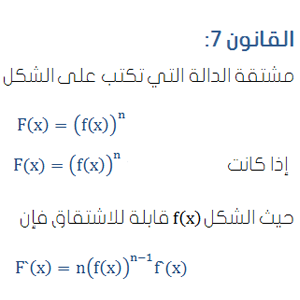 القانون 7:
مشتقة الدالة التي تكتب على الشكل
F(x) = (f(x))ⁿ
إذا كانت F(x) = (f(x))ⁿ
حيث الشكل f(x) قابلة للاشتقاق فإن
F`(x) = n(f(x))ⁿ⁻¹ f`(x)